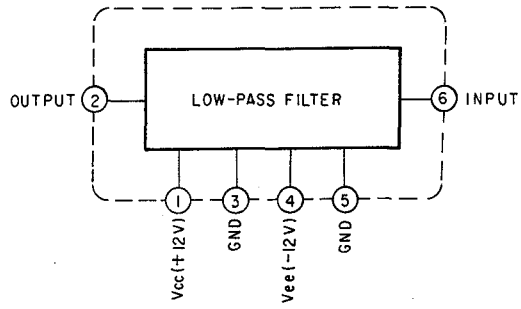 LOW-PASS FILTER
OUTPUT 2
6 INPUT
1
3
4
5
Vcc(+12V)
GND
Vee(-12V)
GND